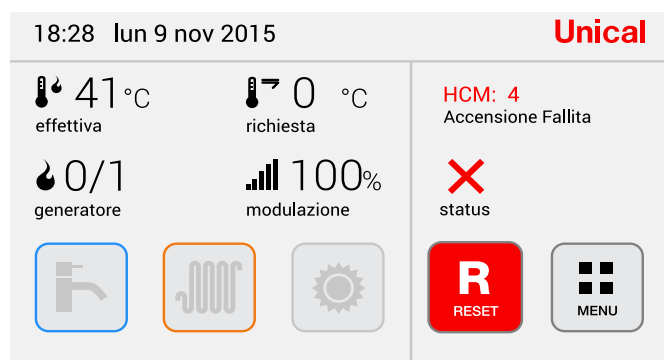 18:28 lun 9 nov 2015 Unical
41°C
effettiva
0 °C
richiesta
HCM: 4
Accensione Fallita
0/1
generatore
100%
modulazione
status
R
RESET
MENU